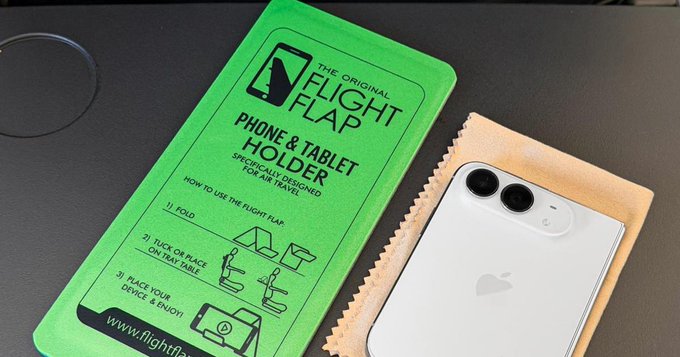 THE ORIGINAL
FLIGHT
FLAP
PHONE & TABLET
HOLDER
SPECIFICALLY DESIGNED
FOR AIR TRAVEL
HOW TO USE THE FLIGHT FLAP:
1) FOLD
2) TUCK OR PLACE
ON TRAY TABLE
3) PLACE YOUR
DEVICE & ENJOY!
www.flightfla